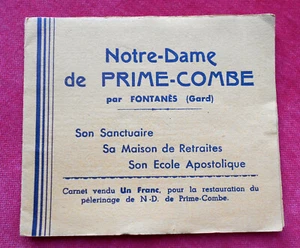 Notre-Dame
de PRIME-COMBE
par FONTANÈS (Gard)
Son Sanctuaire
Sa Maison de Retraites
Son Ecole Apostolique
Carnet vendu Un Franc, pour la restauration du
pélerinage de N.-D. de Prime-Combe.